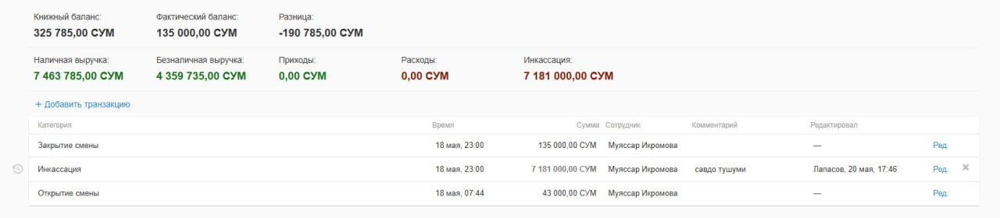 Книжный баланс: Фактический баланс: Разница:
325 785,00 СУМ 135 000,00 СУМ -190 785,00 СУМ
Наличная выручка: Безналичная выручка: Приходы: Расходы: Инкассация:
7 463 785,00 СУМ 4 359 735,00 СУМ 0,00 СУМ 0,00 СУМ 7 181 000,00 СУМ
+ Добавить транзакцию
Категория Время Сумма Сотрудник Комментарий Редактировал
Закрытие смены 18 мая, 23:00 135 000,00 СУМ Муяссар Икромова — Ред.
Инкассация 18 мая, 23:00 7 181 000,00 СУМ Муяссар Икромова савдо тушуми Лапасов, 20 мая, 17:46 Ред.
Открытие смены 18 мая, 07:44 43 000,00 СУМ Муяссар Икромова — Ред.